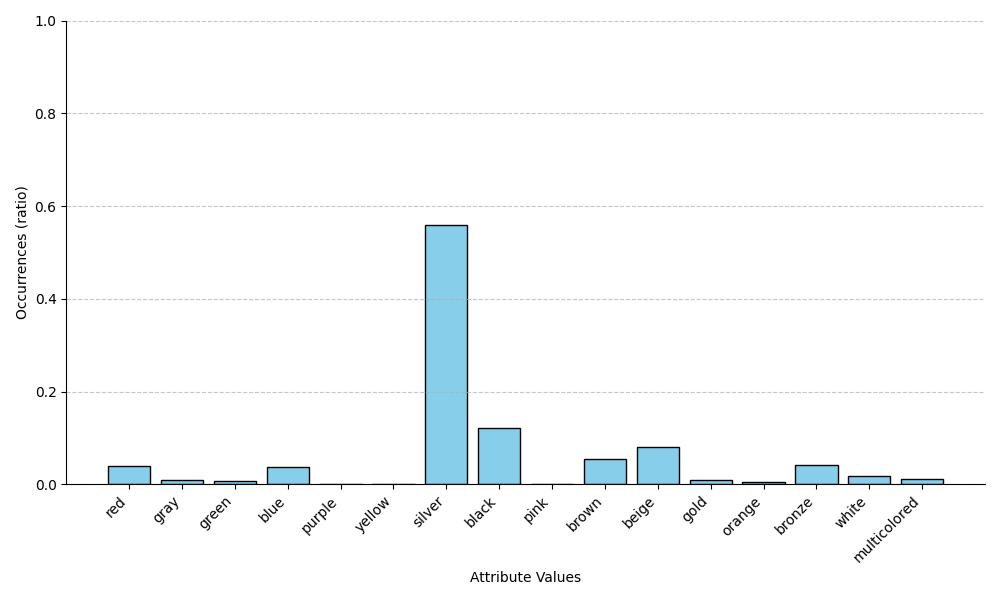 1.0
0.8
0.6
0.4
0.2
0.0
Occurrences (ratio)
red
gray
green
blue
purple
yellow
silver
black
pink
brown
beige
gold
orange
bronze
white
multicolored
Attribute Values